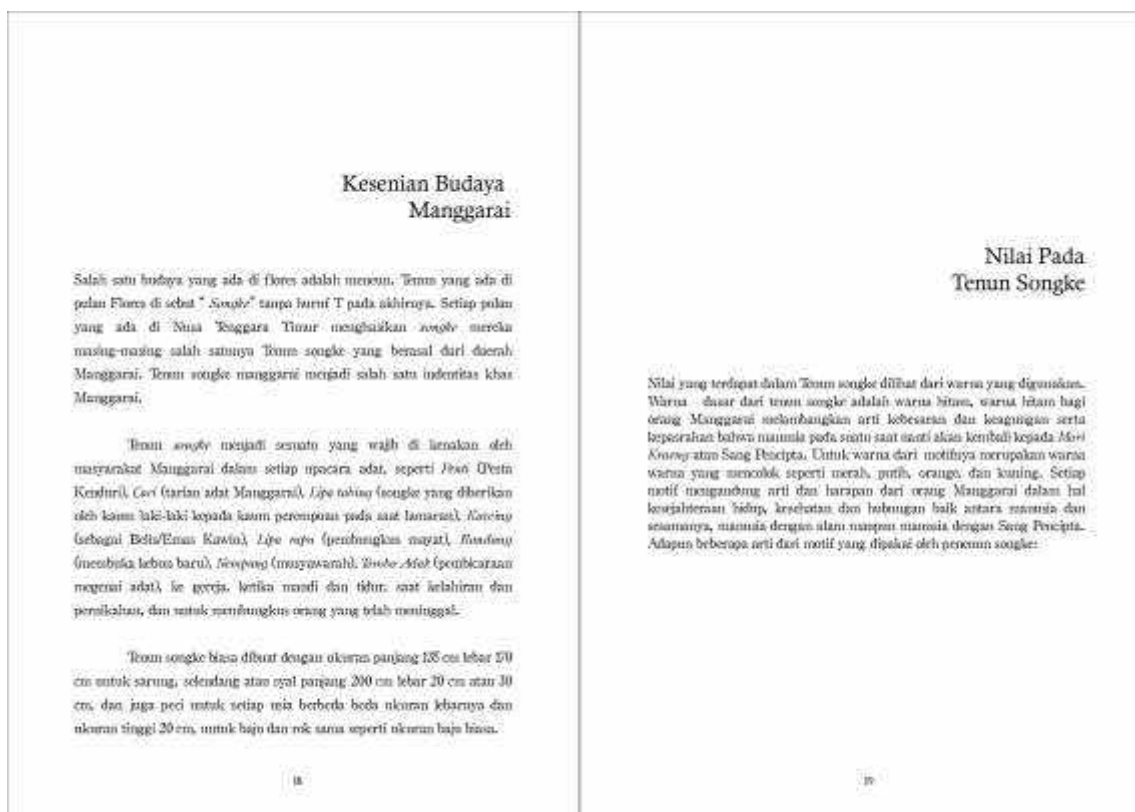 Kesenian Budaya
Manggarai
Salah satu budaya yang ada di flores adalah meneun. Tenun yang ada di
pulau Flores di sebut " Songke" tanpa huruf T pada akhirnya. Setiap pulau
yang ada di Nusa Tenggara Timur menghasilkan songke mereka
masing-masing salah satunya Tenun songke yang berasal dari daerah
Manggarai. Tenun songke manggarai menjadi salah satu indentitas khas
Manggarai.
Tenun songke menjadi sesuatu yang wajib di kenakan oleh
masyarakat Manggarai dalam setiap upacara adat, seperti Penti (Pesta
Kenduri), Caci (tarian adat Manggarai), Lipa tabing (songke yang diberikan
oleh kaum laki-laki kepada kaum perempuan pada saat lamaran),
(sebagai Belis/Emas Kawin), Lipa rapu (pembungkus mayat), Randang
(membuka kebun baru), Nempung (musyawarah), Tombo Adak (pembicaraan
megenai adat), ke gereja, ketika mandi dan tidur, saat kelahiran dan
pernikahan, dan untuk membungkus orang yang telah meninggal.
Tenun songke biasa dibuat dengan ukuran panjang 135 cm lebar 170
cm untuk sarung, selendang atau syal panjang 200 cm lebar 20 cm atau 30
cm, dan juga peci untuk setiap usia berbeda beda ukuran lebarnya dan
ukuran tinggi 20 cm, untuk baju dan rok sama seperti ukuran baju biasa.
18
Nilai Pada
Tenun Songke
Nilai yang terdapat dalam Tenun songke dilihat dari warna yang digunakan.
Warna dasar dari tenun songke adalah warna hitam, warna hitam bagi
orang Manggarai melambangkan arti kebesaran dan keagungan serta
kepasrahan bahwa manusia pada suatu saat nanti akan kembali kepada Mori
Kraeng atau Sang Pencipta. Untuk warna dari motifnya merupakan warna
warna yang mencolok seperti merah, putih, orange, dan kuning. Setiap
motif mengandung arti dan harapan dari orang Manggarai dalam hal
kesejahteraan hidup, kesehatan dan hubungan baik antara manusia dan
sesamanya, manusia dengan alam maupun manusia dengan Sang Pencipta.
Adapun beberapa arti dari motif yang dipakai oleh penenun songke:
19